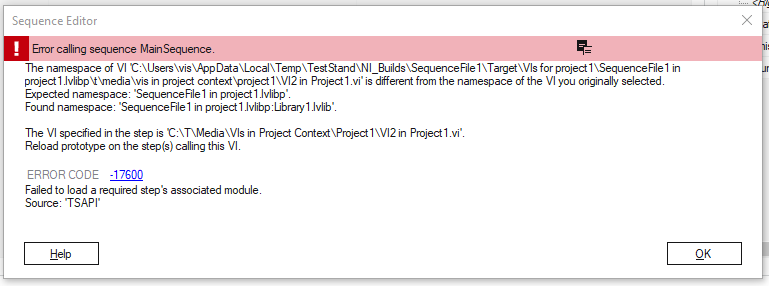 Sequence Editor
Error calling sequence MainSequence.
The namespace of VI 'C:\Users\vis\AppData\Local\Temp\TestStand\NI_Builds\SequenceFile1\Target\VIs for project1\SequenceFile1 in
project1.lvlibp\t\media\vis in project context\project1\VI2 in Project1.vi' is different from the namespace of the VI you originally selected.
Expected namespace: 'SequenceFile1 in project1.lvlibp'.
Found namespace: 'SequenceFile1 in project1.lvlibp:Library1.lvlib'.
The VI specified in the step is 'C:\T\Media\VIs in Project Context\Project1\VI2 in Project1.vi'.
Reload prototype on the step(s) calling this VI.
ERROR CODE -17600
Failed to load a required step's associated module.
Source: 'TSAPI'
Help
OK